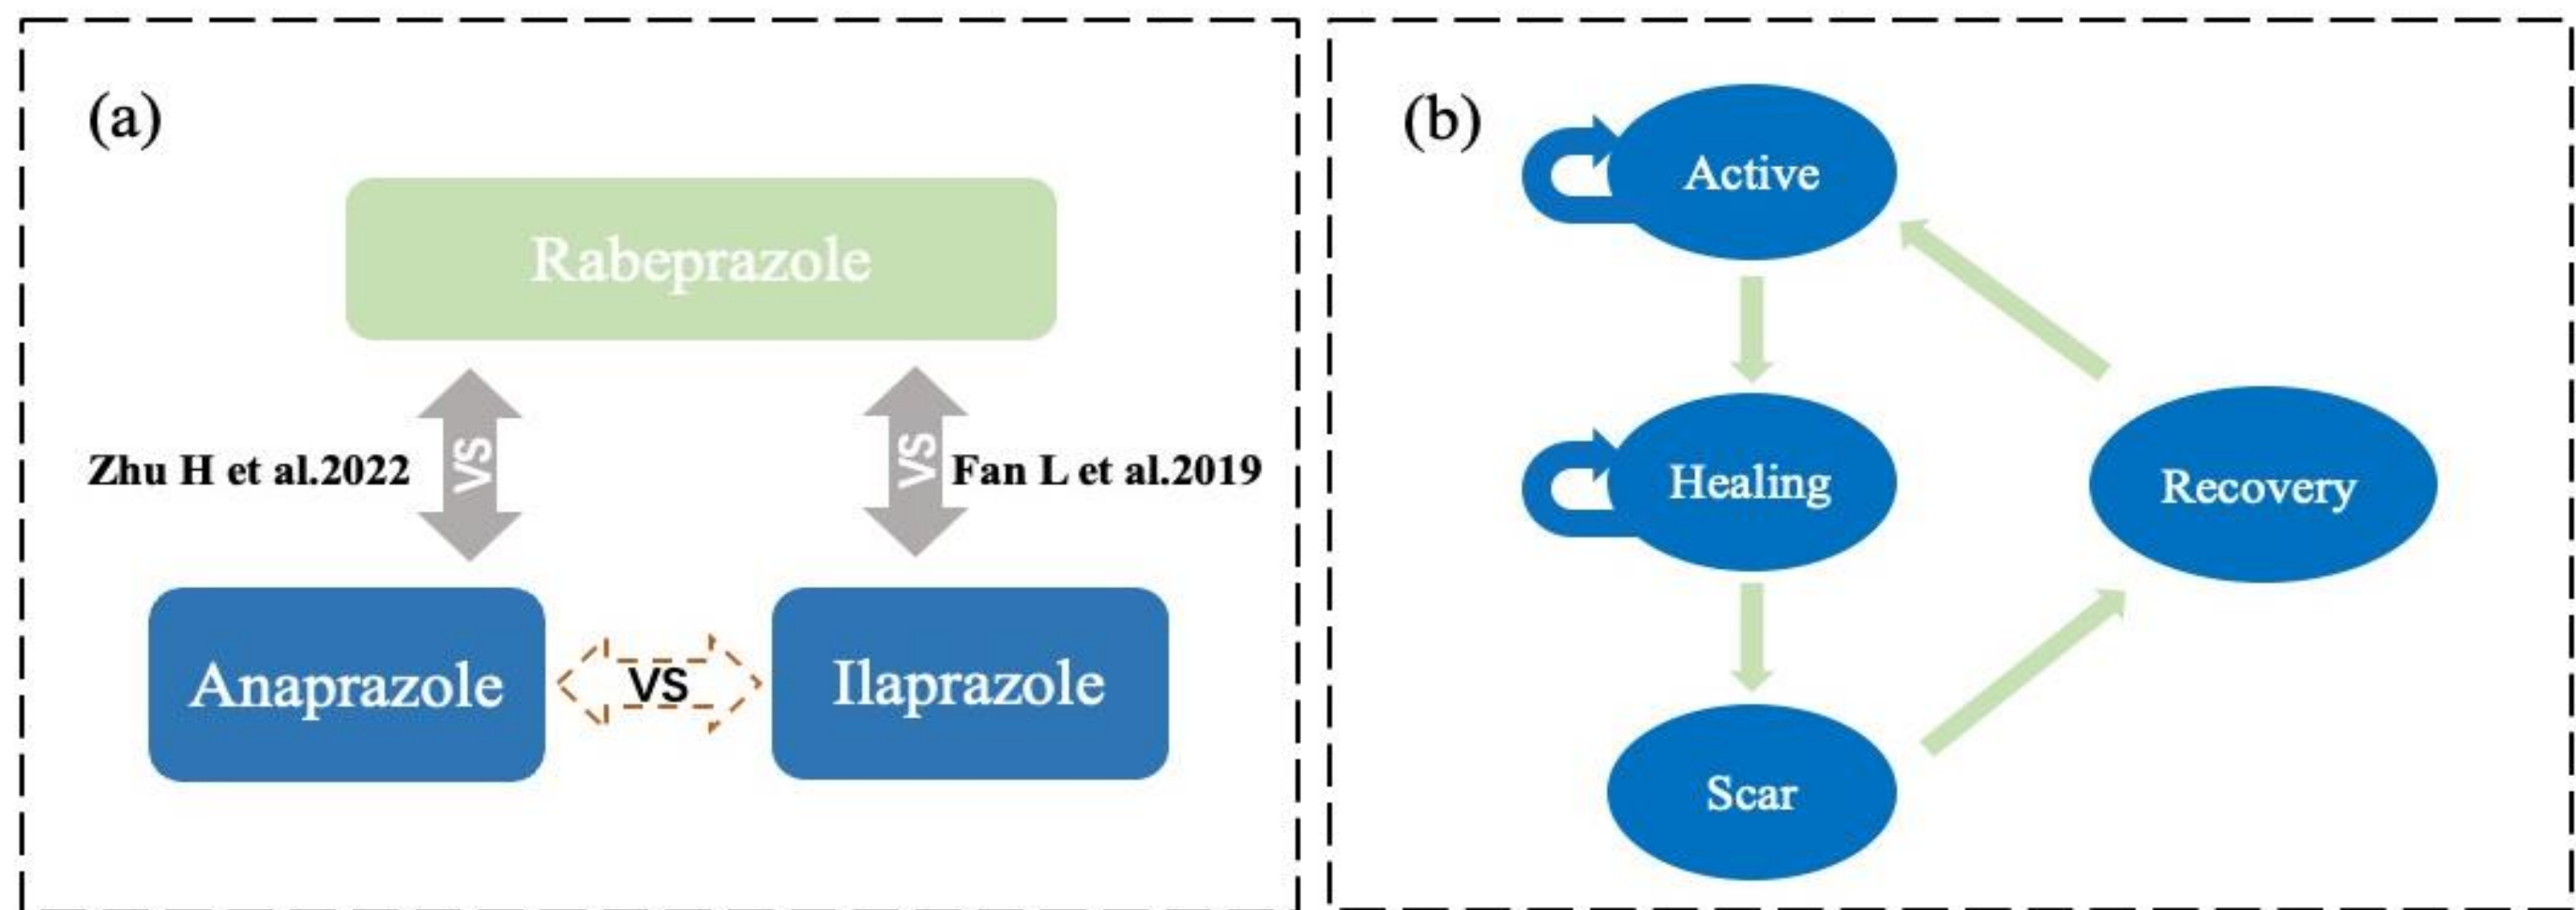 (a)
Rabeprazole
Zhu H et al.2022
VS
VS
Fan L et al.2019
Anaprazole
VS
Ilaprazole
(b)
Active
Healing
Recovery
Scar